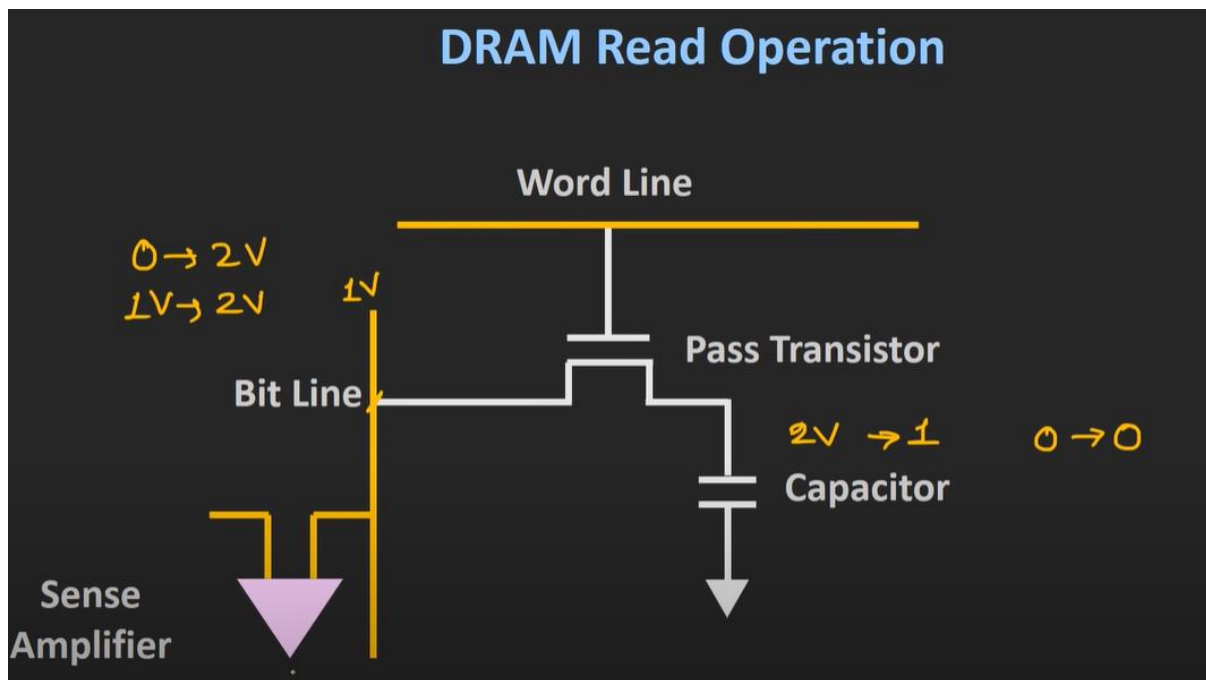 DRAM Read Operation
Word Line
0→2V
1V→2V
1V
Pass Transistor
Bit Line
2V →1
0→0
Capacitor
Sense
Amplifier